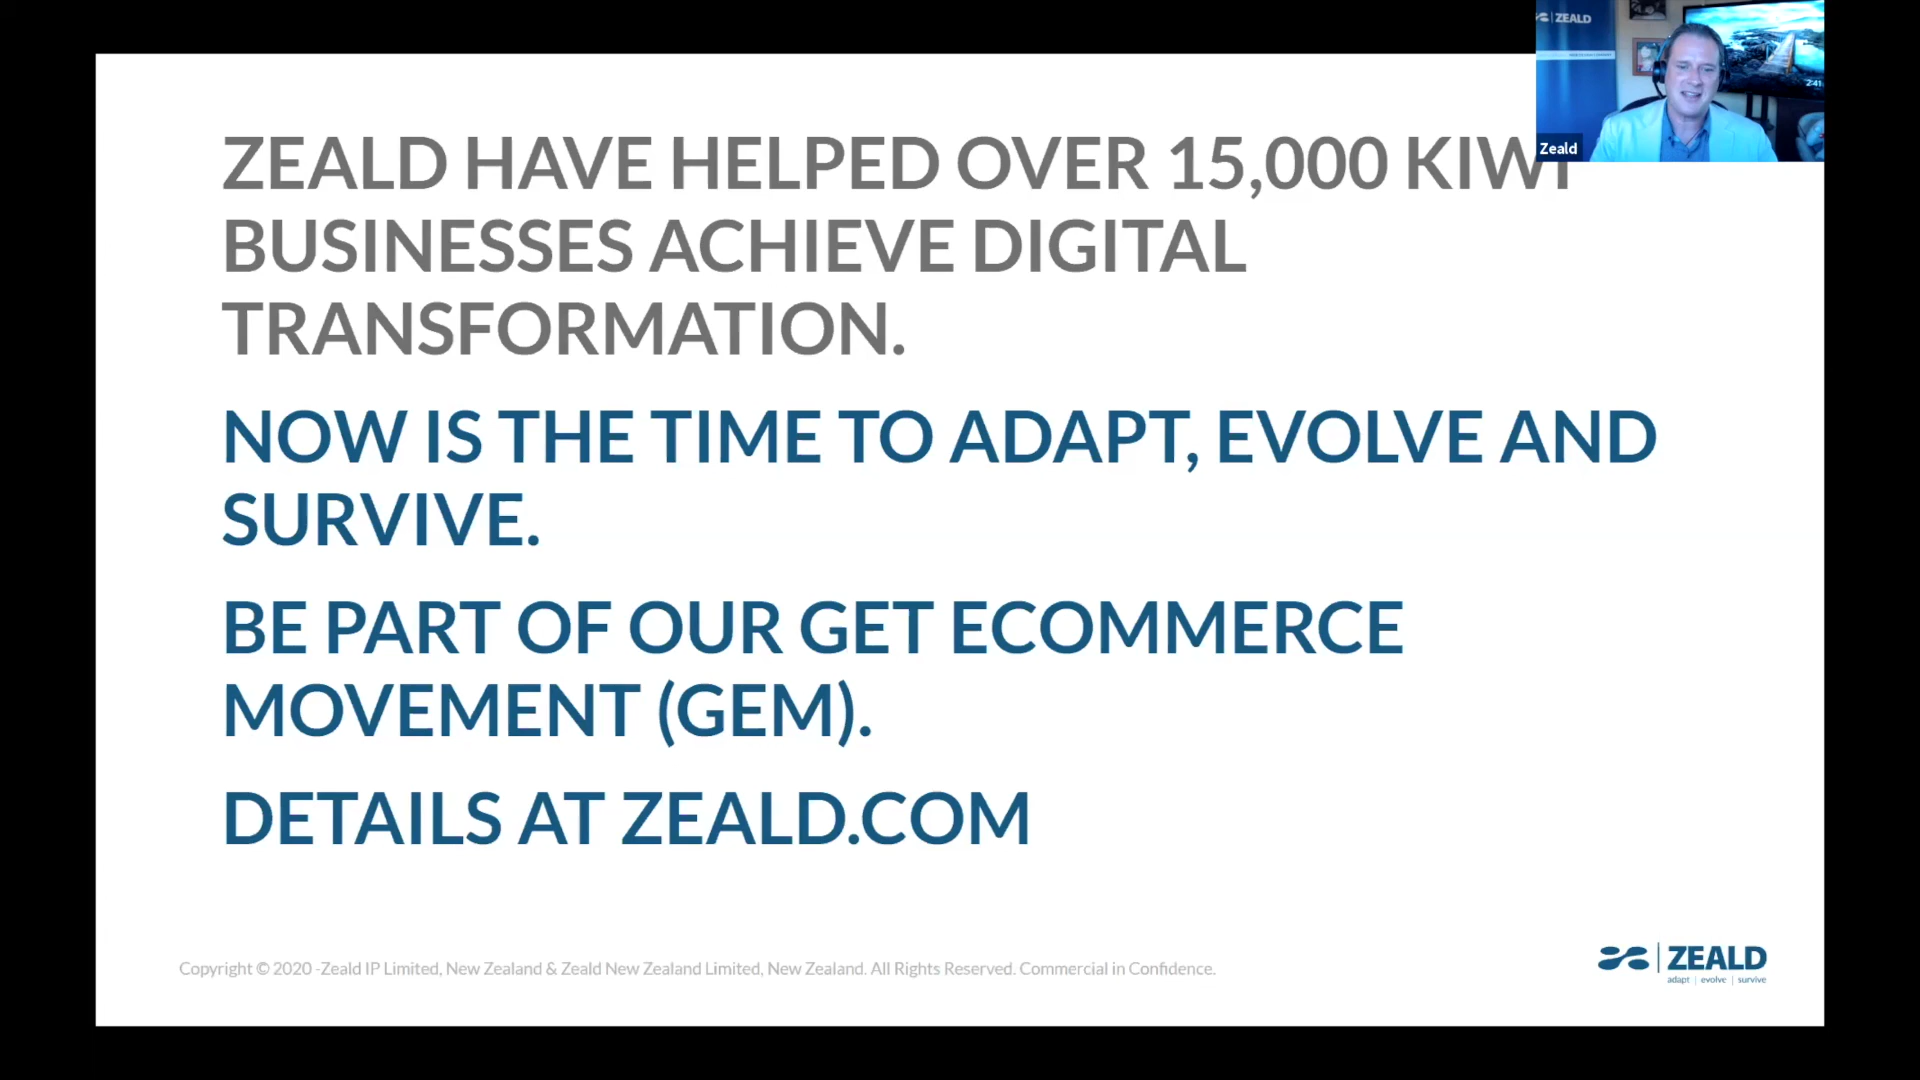 ZEALD
Zeald
2:41
ZEALD HAVE HELPED OVER 15,000 KIWI
BUSINESSES ACHIEVE DIGITAL
TRANSFORMATION.
NOW IS THE TIME TO ADAPT, EVOLVE AND
SURVIVE.
BE PART OF OUR GET ECOMMERCE
MOVEMENT (GEM).
DETAILS AT ZEALD.COM
Copyright © 2020 -Zeald IP Limited, New Zealand & Zeald New Zealand Limited, New Zealand. All Rights Reserved. Commercial in Confidence.
ZEALD
adapt | evolve | survive